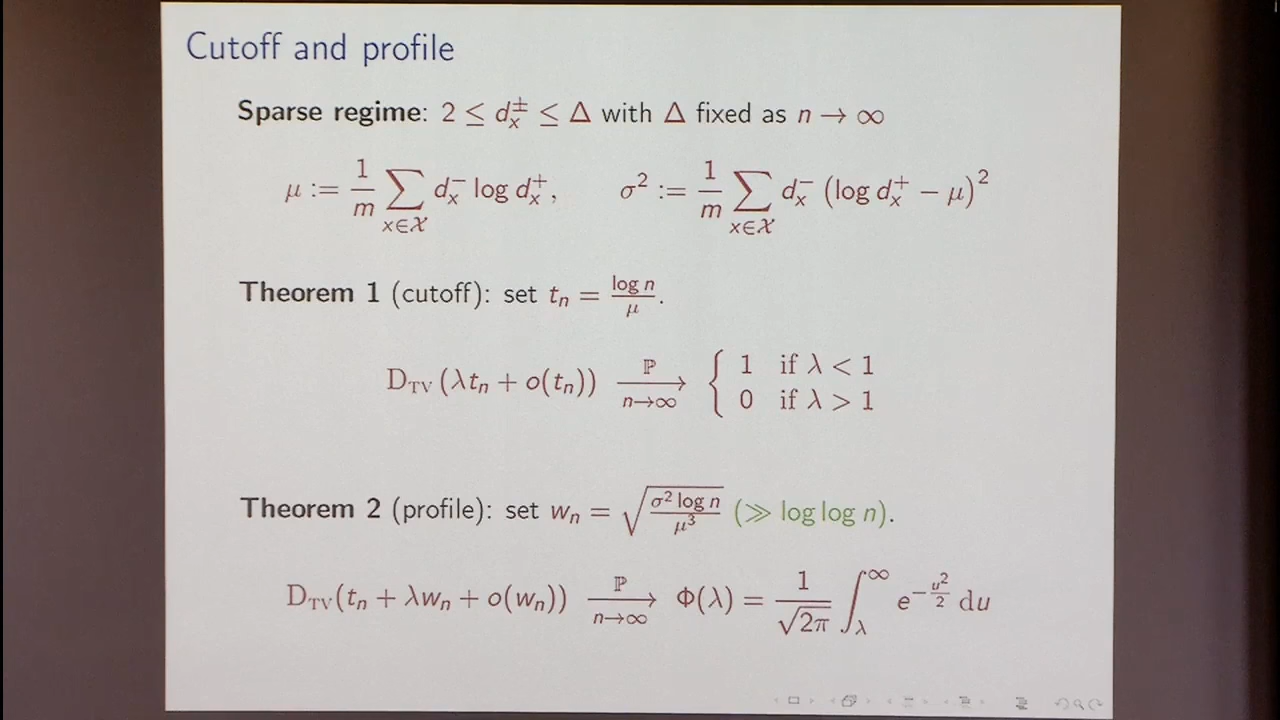 Cutoff and profile
Sparse regime: 2 ≤ d_x^± ≤ Δ with Δ fixed as n → ∞
μ := 1/m ∑_{x∈𝒳} d_x^- log d_x^+,   σ² := 1/m ∑_{x∈𝒳} d_x^- (log d_x^+ − μ)²
Theorem 1 (cutoff): set t_n = log n / μ.
D_TV(λt_n + o(t_n)) —ℙ→_{n→∞} { 1 if λ < 1
0 if λ > 1
Theorem 2 (profile): set w_n = √(σ² log n / μ³) (≫ log log n).
D_TV(t_n + λw_n + o(w_n)) —ℙ→_{n→∞} Φ(λ) = 1/√2π ∫_λ^∞ e^{−u²/2} du